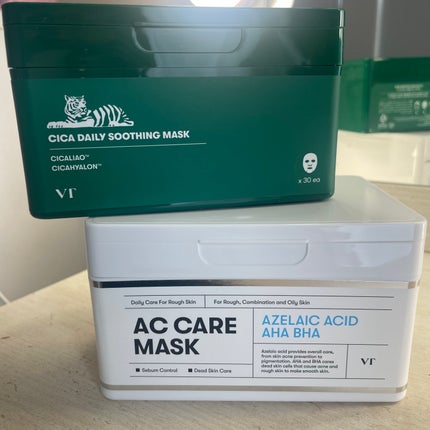 CICA DAILY SOOTHING MASK
CICALIAO™
CICAHYALON™
x 30 ea
VT
Daily Care For Rough Skin
For Rough, Combination and Oily Skin
AC CARE
MASK
AZELAIC ACID
AHA BHA
Azelaic acid provides overall care,
from skin acne prevention to
pigmentation. AHA and BHA cares
dead skin cells that cause acne and
rough skin to make smooth skin.
VT
Sebum Control
Dead Skin Care